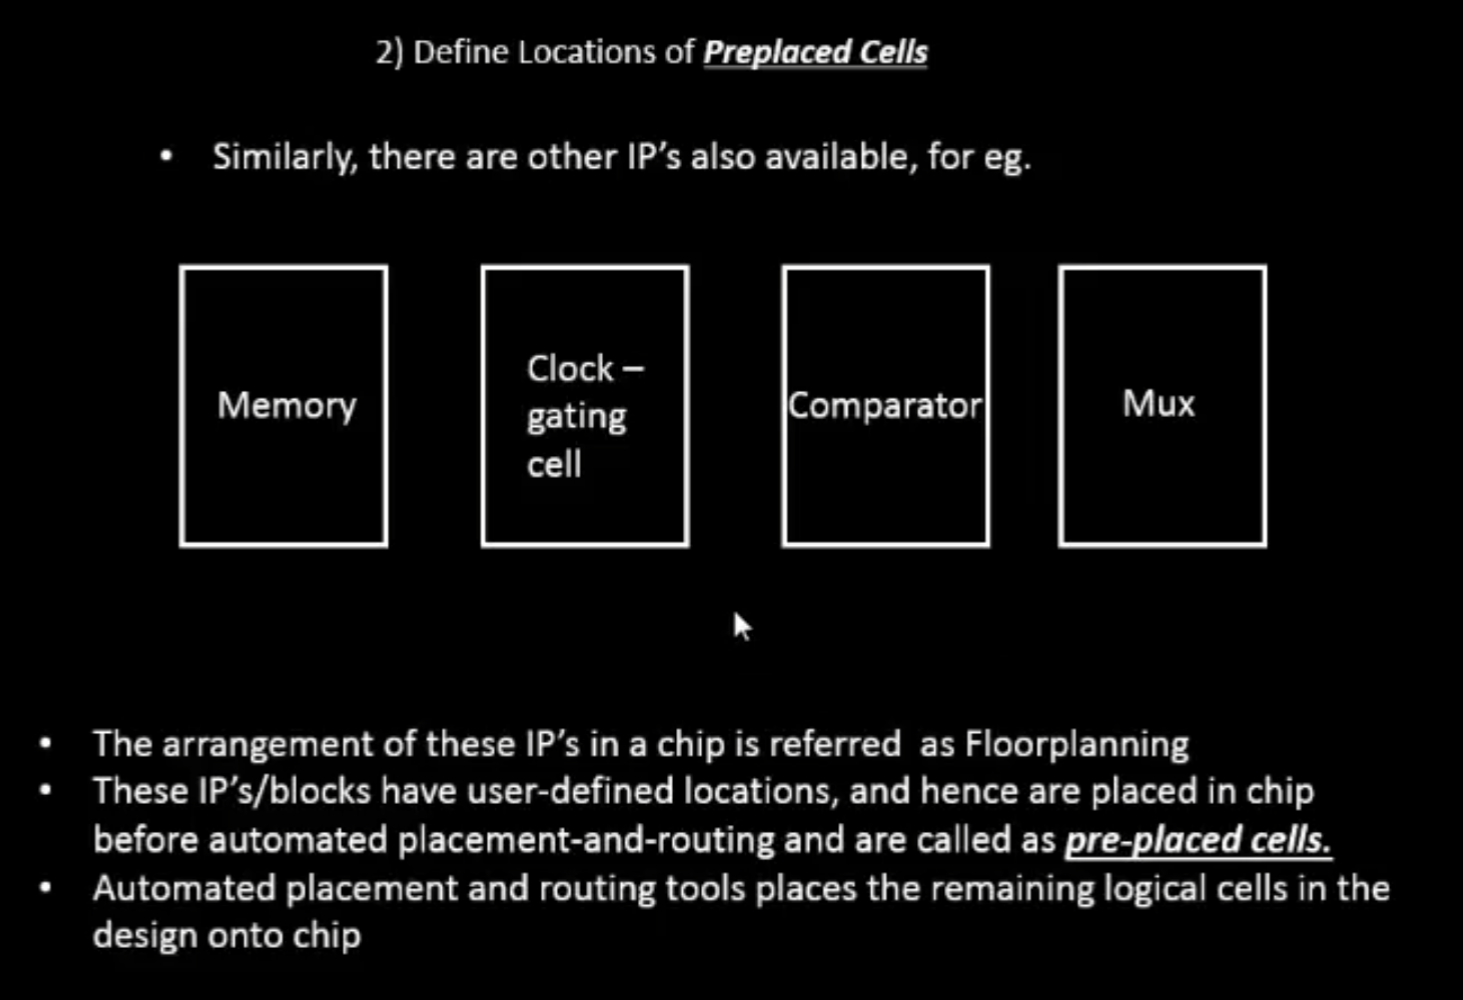 2) Define Locations of Preplaced Cells
• Similarly, there are other IP’s also available, for eg.
Memory
Clock –
gating
cell
Comparator
Mux
• The arrangement of these IP’s in a chip is referred  as Floorplanning
• These IP’s/blocks have user-defined locations, and hence are placed in chip
before automated placement-and-routing and are called as pre-placed cells.
• Automated placement and routing tools places the remaining logical cells in the
design onto chip